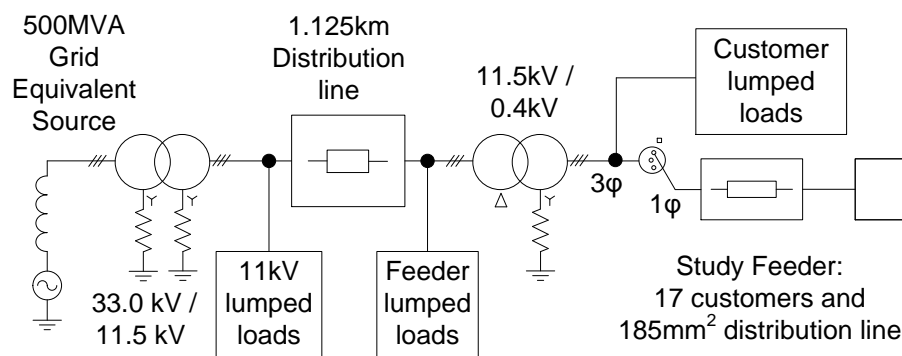 500MVA
Grid
Equivalent
Source
1.125km
Distribution
line
11.5kV /
0.4kV
Customer
lumped
loads
3φ
1φ
Y
Y
Δ
Y
33.0 kV /
11.5 kV
11kV
lumped
loads
Feeder
lumped
loads
Study Feeder:
17 customers and
185mm² distribution line